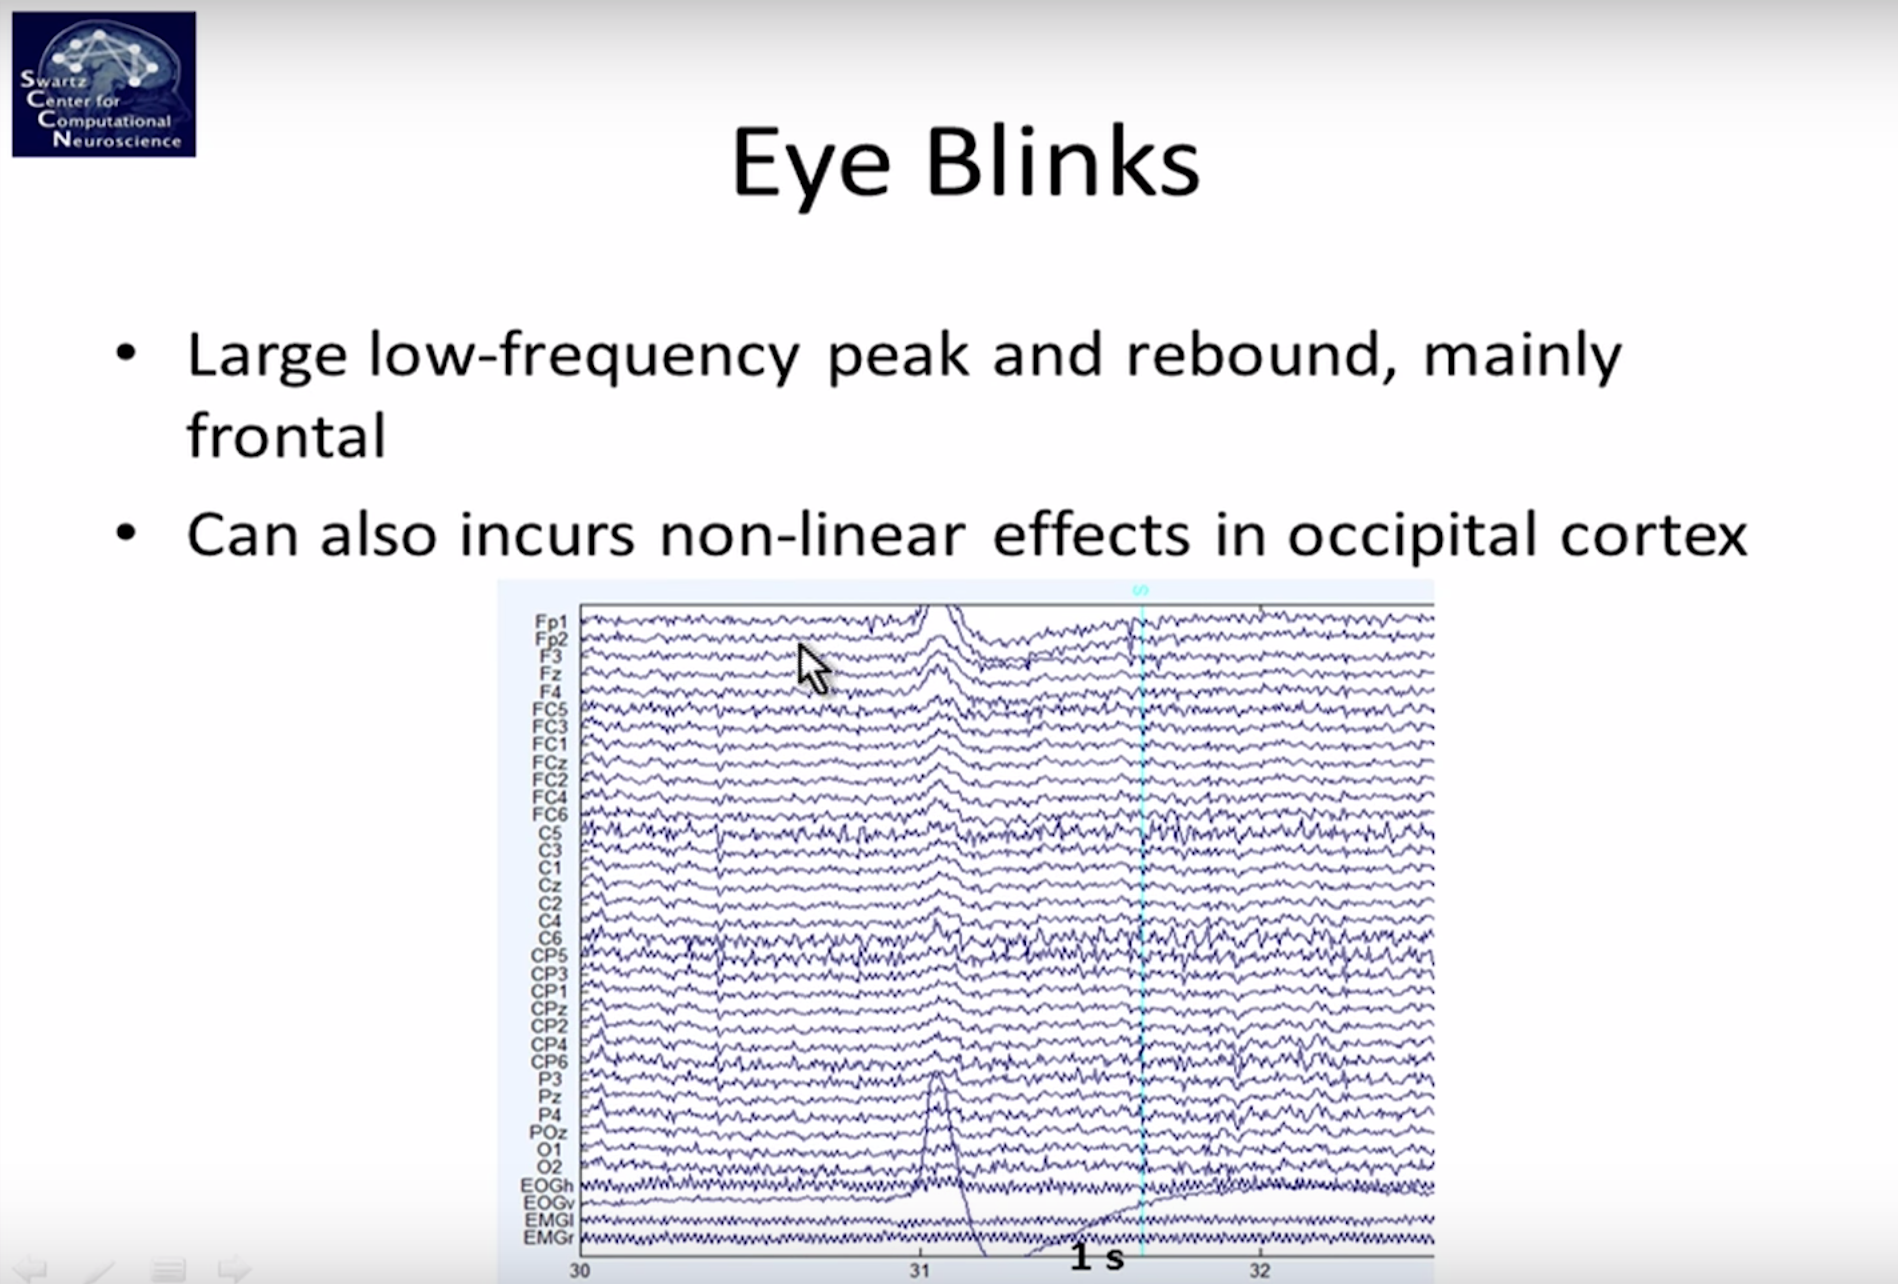 Swartz
Center for
Computational
Neuroscience
Eye Blinks
• Large low-frequency peak and rebound, mainly
frontal
• Can also incurs non-linear effects in occipital cortex
S
Fp1
Fp2
F3
Fz
F4
FC5
FC3
FC1
FCz
FC2
FC4
FC6
C5
C3
C1
Cz
C2
C4
C6
CP5
CP3
CP1
CPz
CP2
CP4
CP6
P3
Pz
P4
POz
O1
O2
EOGh
EOGv
EMGl
EMGr
1 s
30 31 32